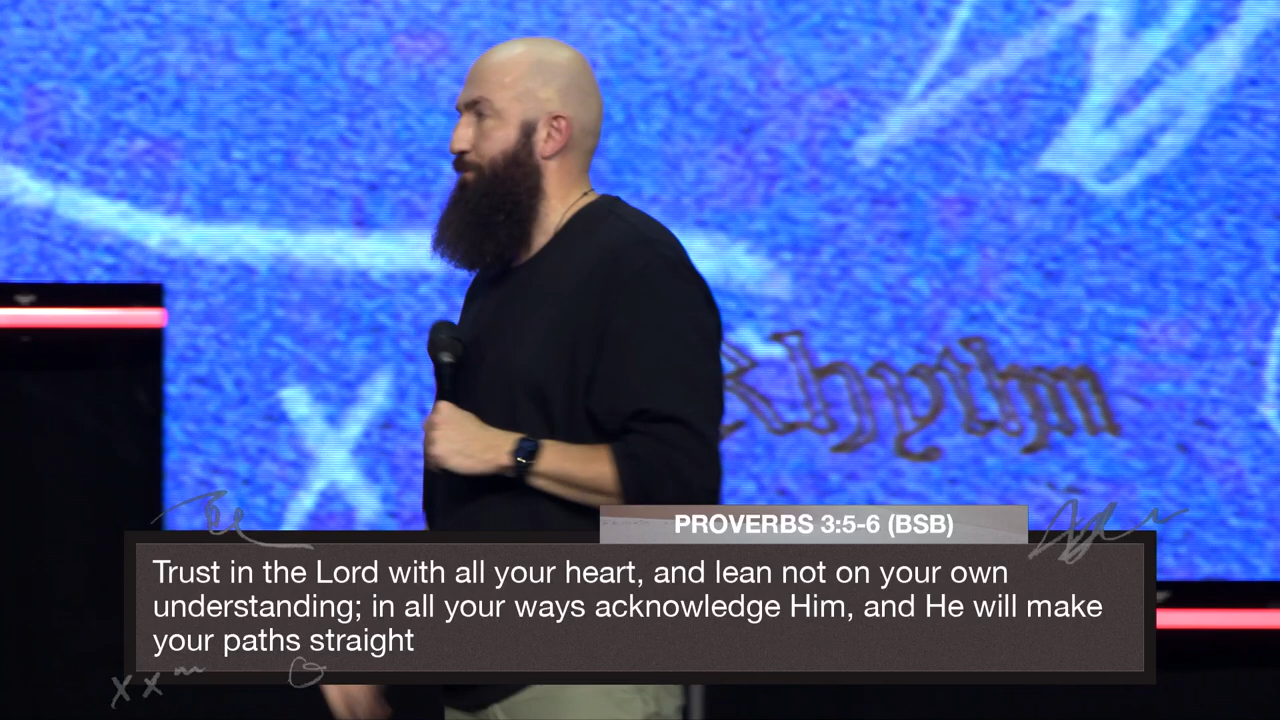 Rhythm
PROVERBS 3:5-6 (BSB)
Trust in the Lord with all your heart, and lean not on your own
understanding; in all your ways acknowledge Him, and He will make
your paths straight